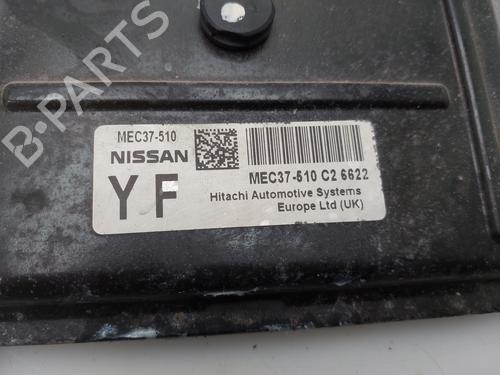 B-PARTS
MEC37-510
NISSAN
YF
MEC37-510 C2 6622
Hitachi Automotive Systems
Europe Ltd (UK)